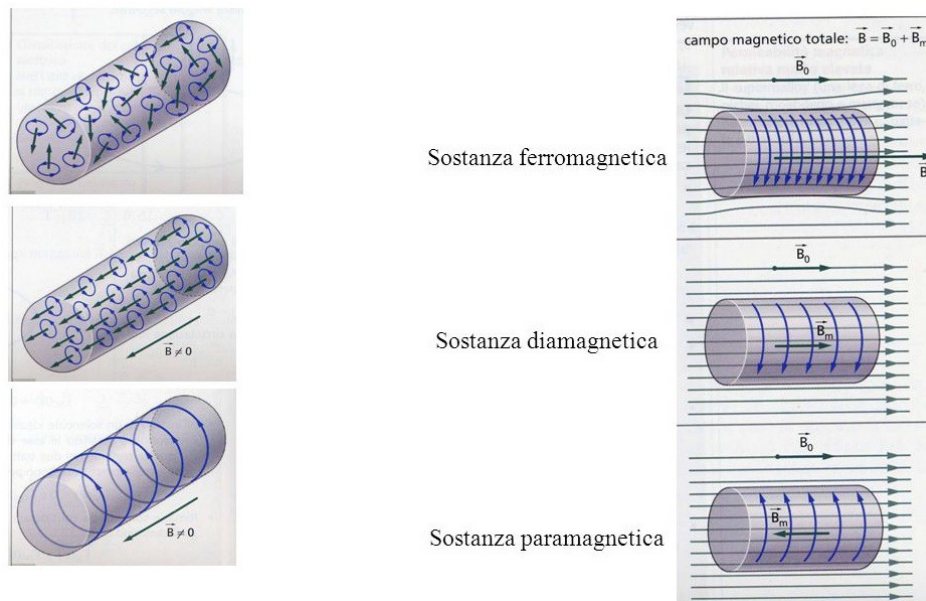 campo magnetico totale: B = B₀ + Bₘ
B₀
Sostanza ferromagnetica
B
B ≠ 0
B₀
Sostanza diamagnetica
Bₘ
B ≠ 0
B₀
Sostanza paramagnetica
Bₘ